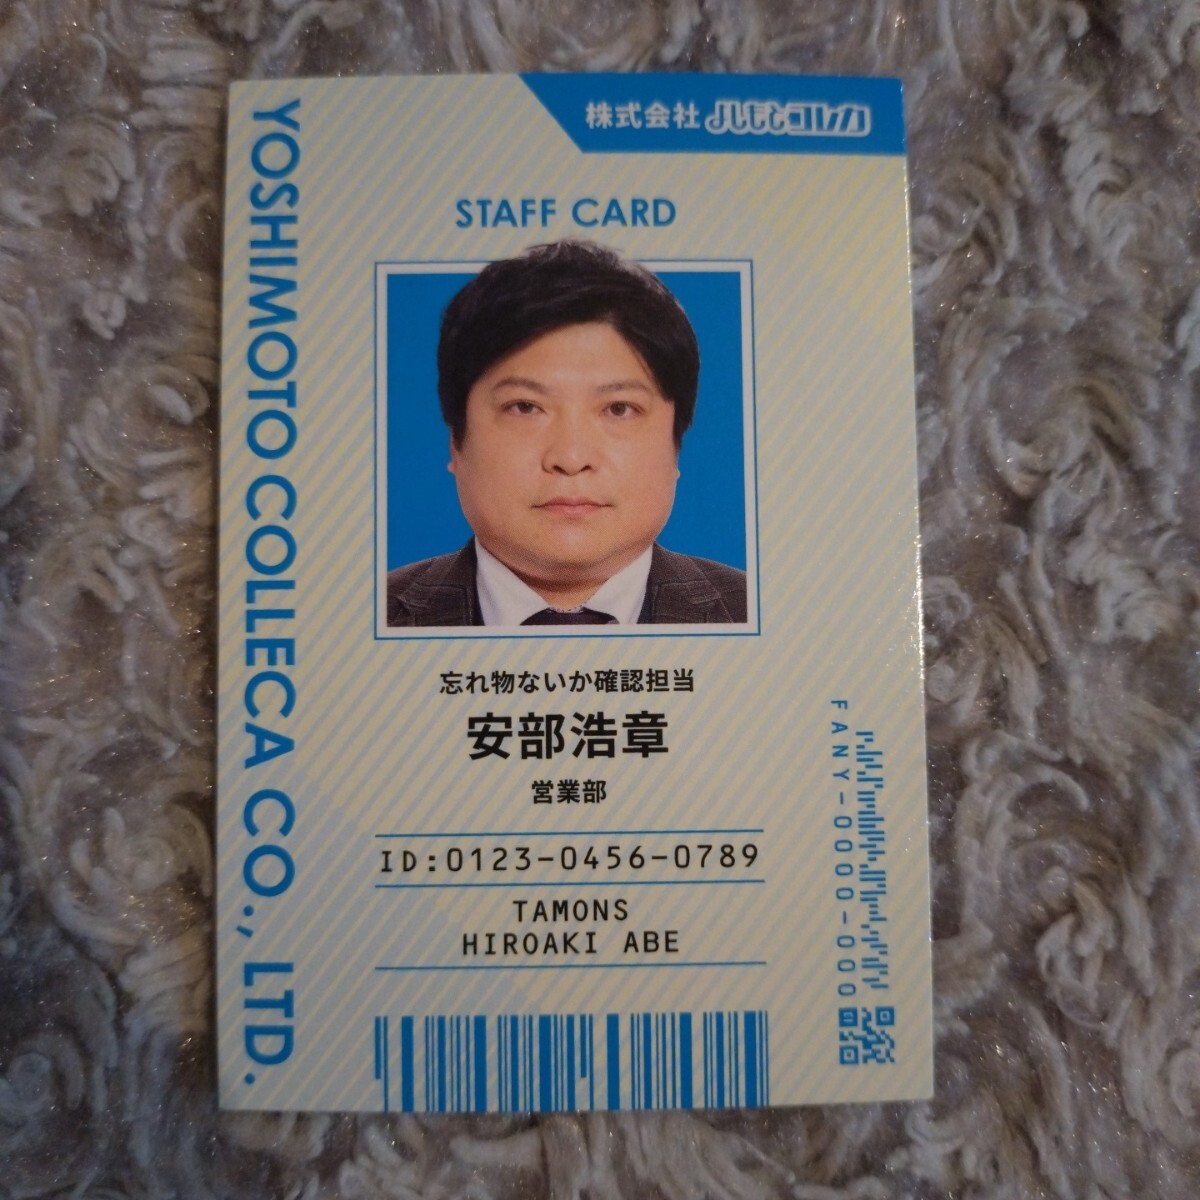 株式会社 よしもとコレカ
STAFF CARD
YOSHIMOTO COLLECA CO., LTD.
忘れ物ないか確認担当
安部浩章
営業部
ID:0123-0456-0789
TAMONS
HIROAKI ABE
FANY-0000-000